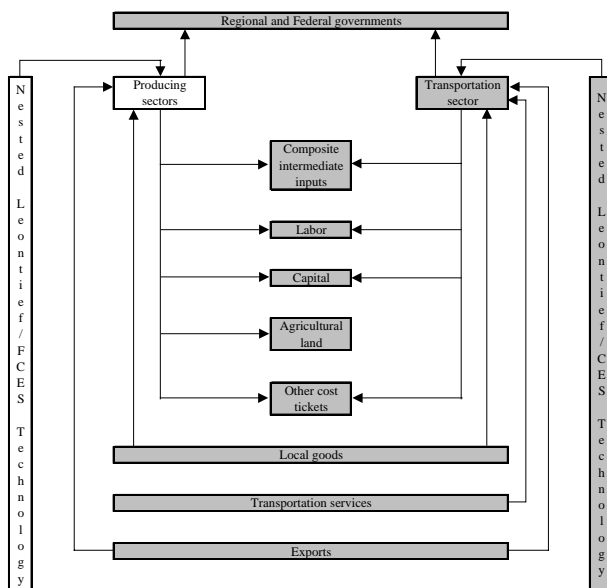 Regional and Federal governments
Producing
sectors
Transportation
sector
Nested Leontief/FCES Technology
Nested Leontief/CES Technology
Composite
intermediate
inputs
Labor
Capital
Agricultural
land
Other cost
tickets
Local goods
Transportation services
Exports